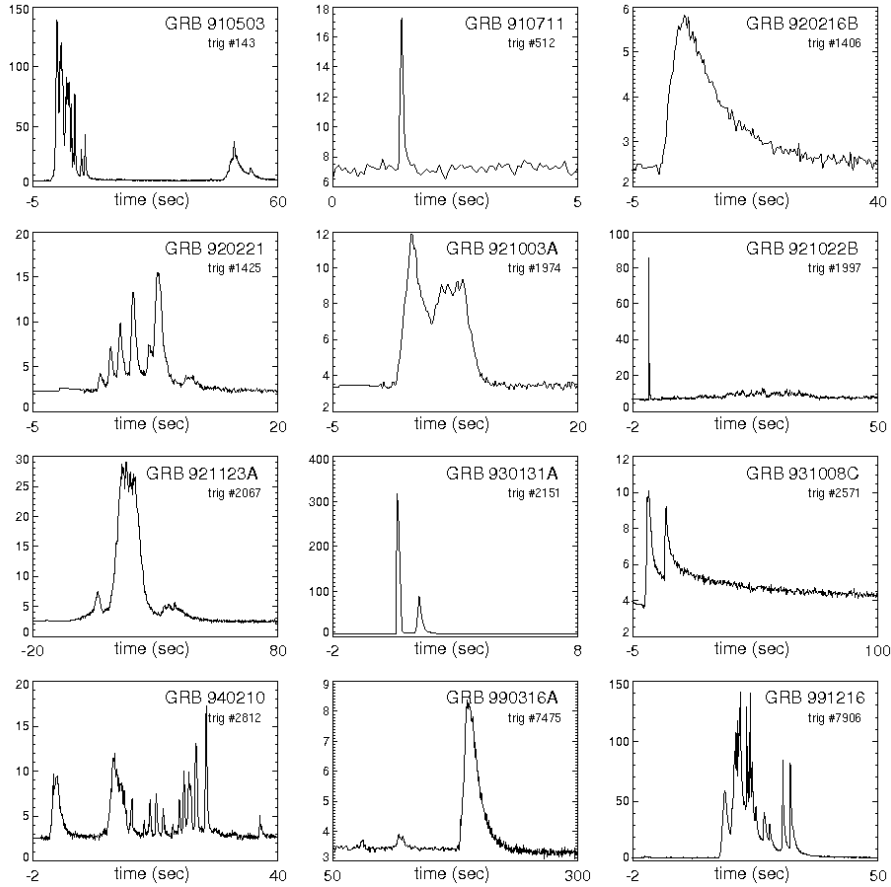 GRB 910503
trig #143
150
100
50
0
-5
time (sec)
60
GRB 910711
trig #512
18
16
14
12
10
8
6
0
time (sec)
5
GRB 920216B
trig #1406
6
5
4
3
2
-5
time (sec)
40
GRB 920221
trig #1425
20
15
10
5
0
-5
time (sec)
20
GRB 921003A
trig #1974
12
10
8
6
4
2
-5
time (sec)
20
GRB 921022B
trig #1997
100
80
60
40
20
0
-2
time (sec)
50
GRB 921123A
trig #2067
30
25
20
15
10
5
0
-20
time (sec)
80
GRB 930131A
trig #2151
400
300
200
100
0
-2
time (sec)
8
GRB 931008C
trig #2571
12
10
8
6
4
2
-5
time (sec)
100
GRB 940210
trig #2812
20
15
10
5
0
-2
time (sec)
40
GRB 990316A
trig #7475
9
8
7
6
5
4
3
50
time (sec)
300
GRB 991216
trig #7906
150
100
50
0
-2
time (sec)
50